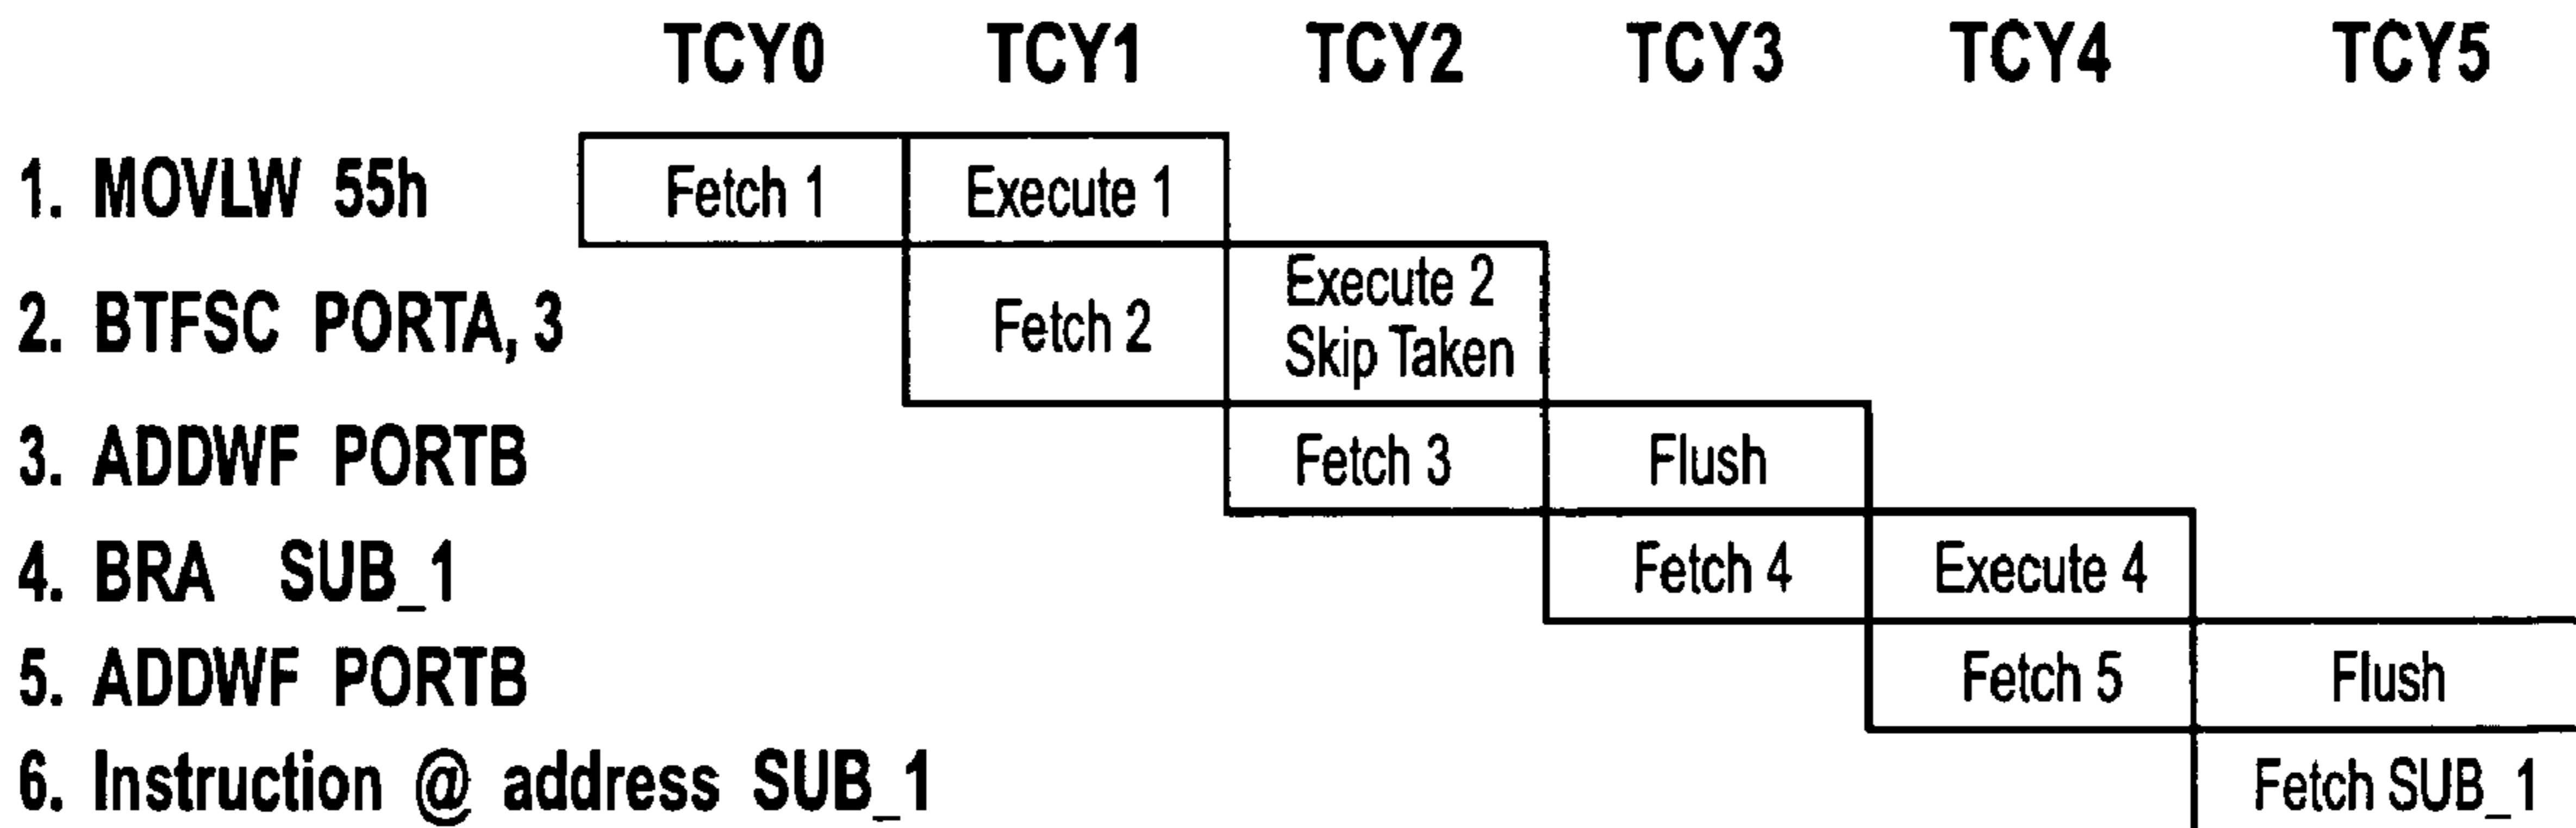 TCY0 TCY1 TCY2 TCY3 TCY4 TCY5
1. MOVLW 55h Fetch 1 Execute 1
2. BTFSC PORTA, 3 Fetch 2 Execute 2
Skip Taken
3. ADDWF PORTB Fetch 3 Flush
4. BRA SUB_1 Fetch 4 Execute 4
5. ADDWF PORTB Fetch 5 Flush
6. Instruction @ address SUB_1 Fetch SUB_1